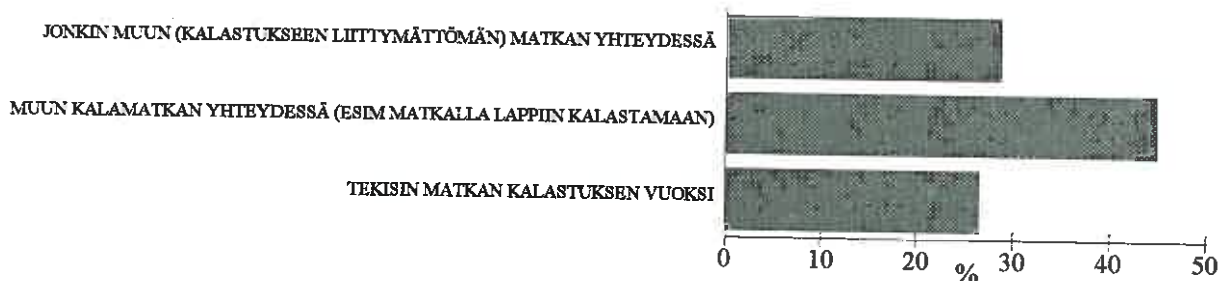 JONKIN MUUN (KALASTUKSEEN LIITTYMÄTTÖMÄN) MATKAN YHTEYDESSÄ
MUUN KALAMATKAN YHTEYDESSÄ (ESIM MATKALLA LAPPIIN KALASTAMAAN)
TEKISIN MATKAN KALASTUKSEN VUOKSI
0 10 20 % 30 40 50